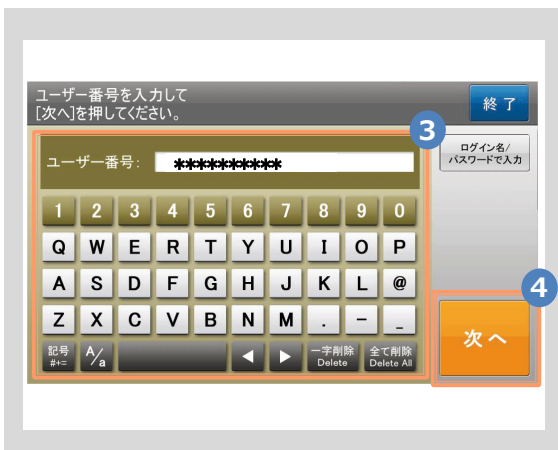 ユーザー番号を入力して
[次へ]を押してください。
終了
3
ログイン名/
パスワードで入力
ユーザー番号: **********
1 2 3 4 5 6 7 8 9 0
Q W E R T Y U I O P
A S D F G H J K L @
Z X C V B N M . - _
記号
#+=
A/a
◀ ▶
一字削除
Delete
全て削除
Delete All
4
次へ